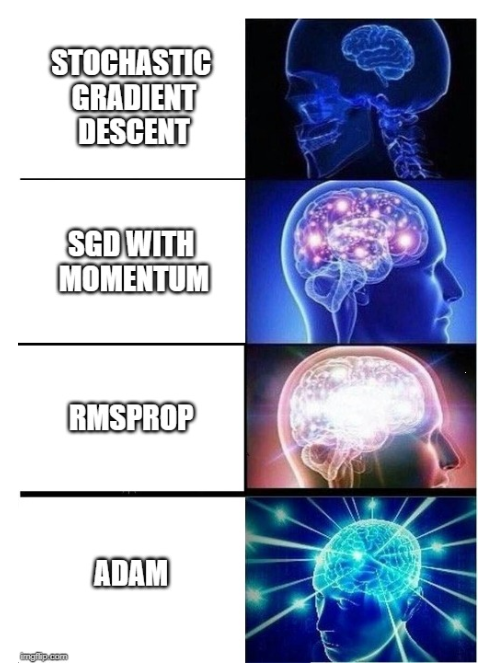 STOCHASTIC
GRADIENT
DESCENT
SGD WITH
MOMENTUM
RMSPROP
ADAM
imgflip.com